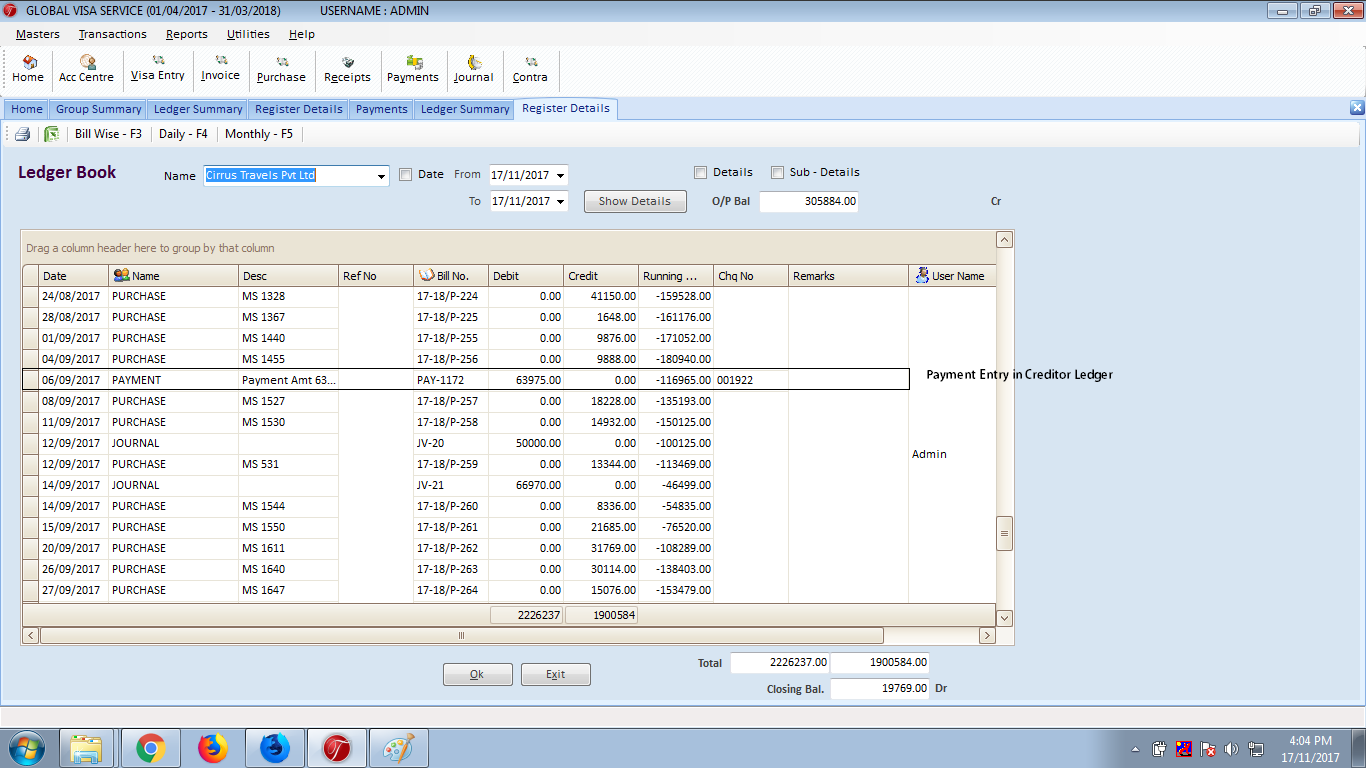 GLOBAL VISA SERVICE (01/04/2017 - 31/03/2018) USERNAME : ADMIN
Masters Transactions Reports Utilities Help
Home Acc Centre Visa Entry Invoice Purchase Receipts Payments Journal Contra
Home Group Summary Ledger Summary Register Details Payments Ledger Summary Register Details
Bill Wise - F3 Daily - F4 Monthly - F5
Ledger Book Name Cirrus Travels Pvt Ltd Date From 17/11/2017 Details Sub - Details
To 17/11/2017 Show Details O/P Bal 305884.00 Cr
Drag a column header here to group by that column
Date Name Desc Ref No Bill No. Debit Credit Running ... Chq No Remarks User Name
24/08/2017 PURCHASE MS 1328 17-18/P-224 0.00 41150.00 -159528.00
28/08/2017 PURCHASE MS 1367 17-18/P-225 0.00 1648.00 -161176.00
01/09/2017 PURCHASE MS 1440 17-18/P-255 0.00 9876.00 -171052.00
04/09/2017 PURCHASE MS 1455 17-18/P-256 0.00 9888.00 -180940.00
06/09/2017 PAYMENT Payment Amt 63... PAY-1172 63975.00 0.00 -116965.00 001922 Payment Entry in Creditor Ledger
08/09/2017 PURCHASE MS 1527 17-18/P-257 0.00 18228.00 -135193.00
11/09/2017 PURCHASE MS 1530 17-18/P-258 0.00 14932.00 -150125.00
12/09/2017 JOURNAL JV-20 50000.00 0.00 -100125.00
12/09/2017 PURCHASE MS 531 17-18/P-259 0.00 13344.00 -113469.00 Admin
14/09/2017 JOURNAL JV-21 66970.00 0.00 -46499.00
14/09/2017 PURCHASE MS 1544 17-18/P-260 0.00 8336.00 -54835.00
15/09/2017 PURCHASE MS 1550 17-18/P-261 0.00 21685.00 -76520.00
20/09/2017 PURCHASE MS 1611 17-18/P-262 0.00 31769.00 -108289.00
26/09/2017 PURCHASE MS 1640 17-18/P-263 0.00 30114.00 -138403.00
27/09/2017 PURCHASE MS 1647 17-18/P-264 0.00 15076.00 -153479.00
2226237 1900584
Ok Exit Total 2226237.00 1900584.00
Closing Bal. 19769.00 Dr
4:04 PM
17/11/2017